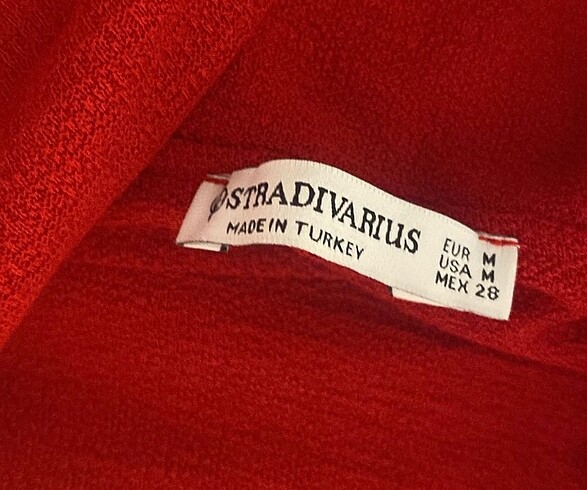 STRADIVARIUS
MADE IN TURKEY
EUR M
USA M
MEX 28